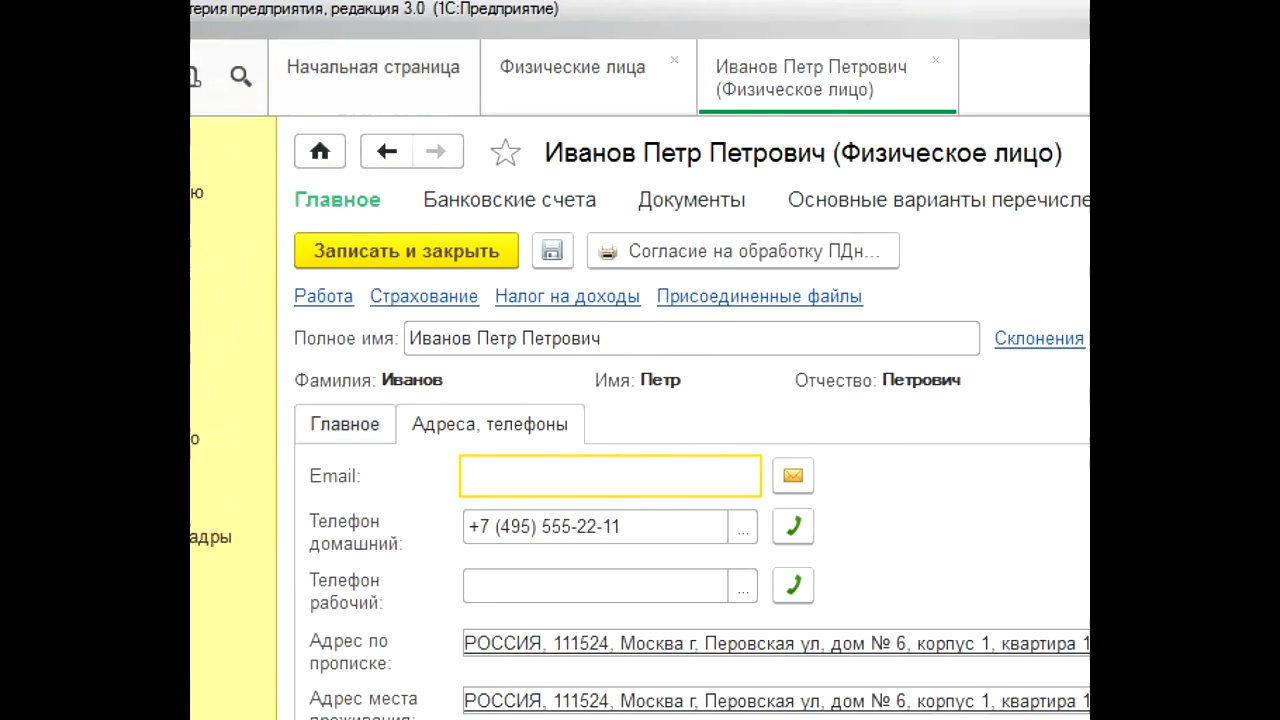 терия предприятия, редакция 3.0 (1С:Предприятие)
Начальная страница
Физические лица
Иванов Петр Петрович
(Физическое лицо)
Иванов Петр Петрович (Физическое лицо)
Главное Банковские счета Документы Основные варианты перечисле
Записать и закрыть Согласие на обработку ПДн...
Работа Страхование Налог на доходы Присоединенные файлы
Полное имя: Иванов Петр Петрович Склонения
Фамилия: Иванов Имя: Петр Отчество: Петрович
Главное Адреса, телефоны
Email:
Телефон
домашний:
+7 (495) 555-22-11 ...
Телефон
рабочий:
...
Адрес по
прописке:
РОССИЯ, 111524, Москва г, Перовская ул, дом № 6, корпус 1, квартира 1
Адрес места
проживания:
РОССИЯ, 111524, Москва г, Перовская ул, дом № 6, корпус 1, квартира 1
ю
о
адры